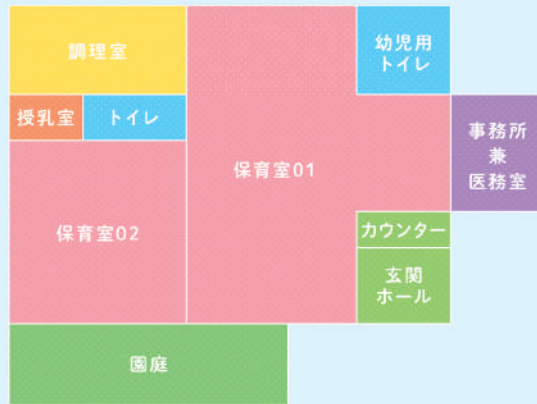 調理室
幼児用
トイレ
授乳室
トイレ
事務所
兼
医務室
保育室01
保育室02
カウンター
玄関
ホール
園庭